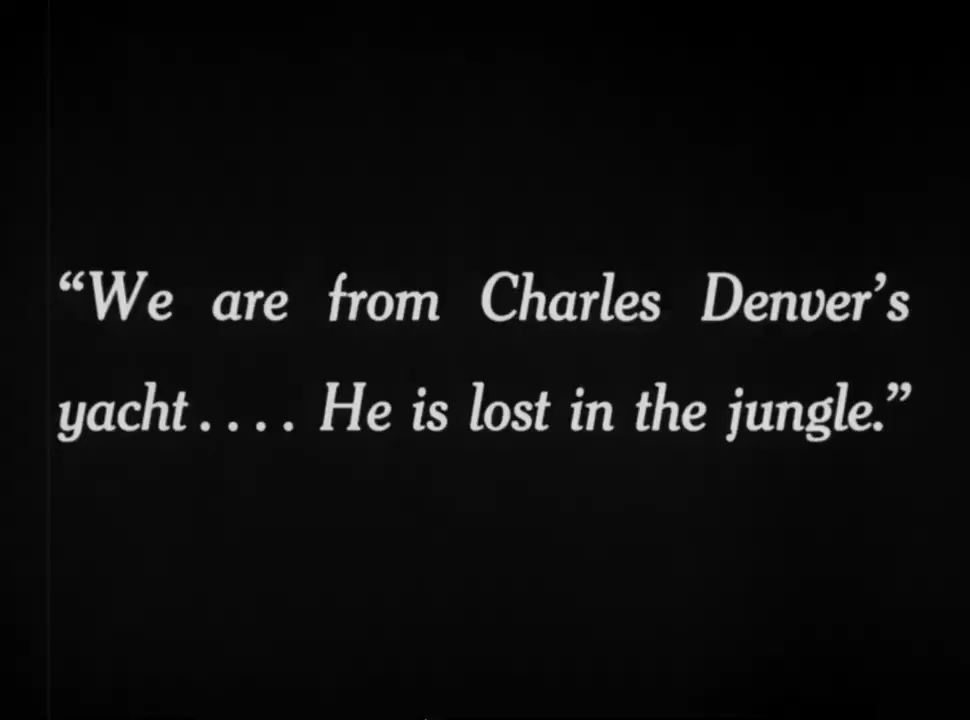 “We are from Charles Denver’s
yacht.... He is lost in the jungle.”